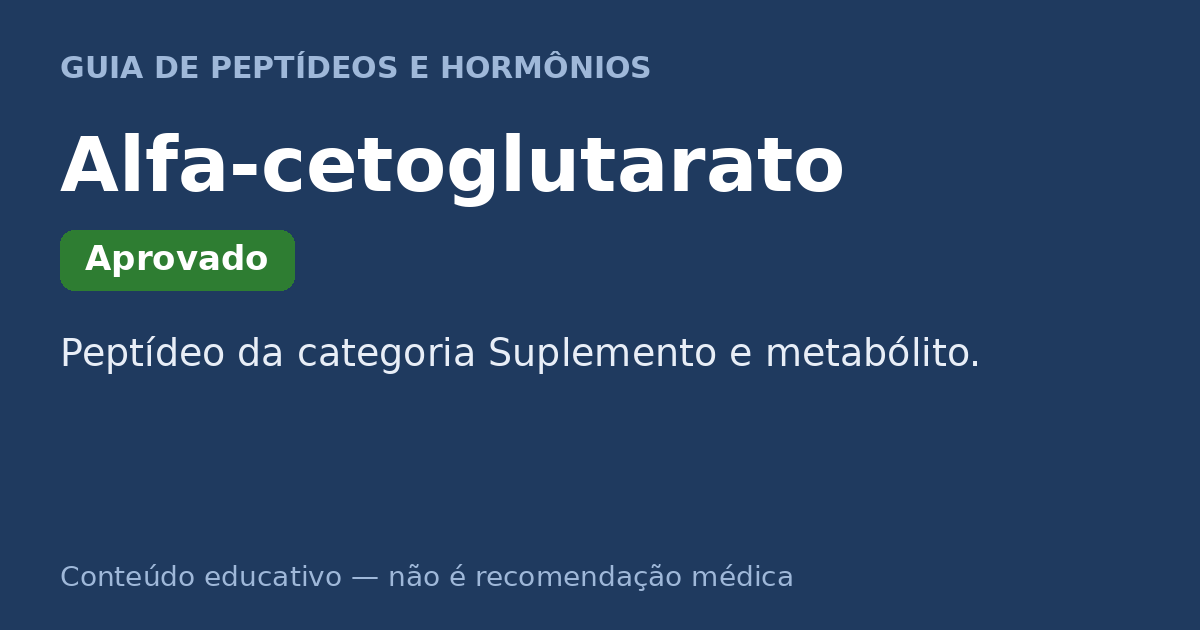 GUIA DE PEPTÍDEOS E HORMÔNIOS
Alfa-cetoglutarato
Aprovado
Peptídeo da categoria Suplemento e metabólito.
Conteúdo educativo — não é recomendação médica